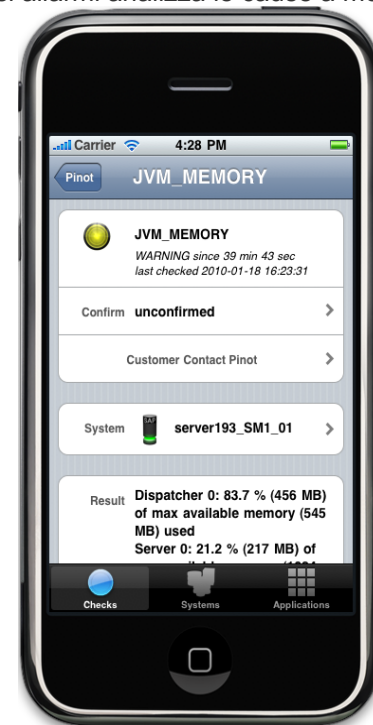 Carrier 4:28 PM
Pinot JVM_MEMORY
JVM_MEMORY
WARNING since 39 min 43 sec
last checked 2010-01-18 16:23:31
Confirm unconfirmed
Customer Contact Pinot
System server193_SM1_01
Result Dispatcher 0: 83.7 % (456 MB)
of max available memory (545
MB) used
Server 0: 21.2 % (217 MB) of
Checks Systems Applications